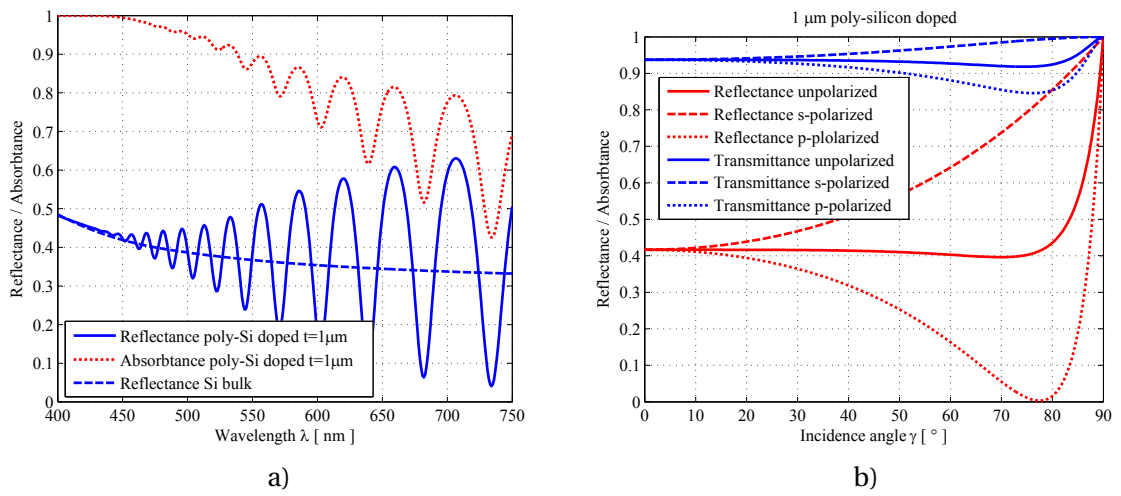 1
0.9
0.8
0.7
0.6
0.5
0.4
0.3
0.2
0.1
0
Reflectance / Absorbtance
Reflectance poly-Si doped t=1μm
Absorbtance poly-Si doped t=1μm
Reflectance Si bulk
400 450 500 550 600 650 700 750
Wavelength λ [ nm ]
a)
1 μm poly-silicon doped
1
0.9
0.8
0.7
0.6
0.5
0.4
0.3
0.2
0.1
0
Reflectance / Absorbtance
Reflectance unpolarized
Reflectance s-polarized
Reflectance p-plolarized
Transmittance unpolarized
Transmittance s-polarized
Transmittance p-polarized
0 10 20 30 40 50 60 70 80 90
Incidence angle γ [ ° ]
b)